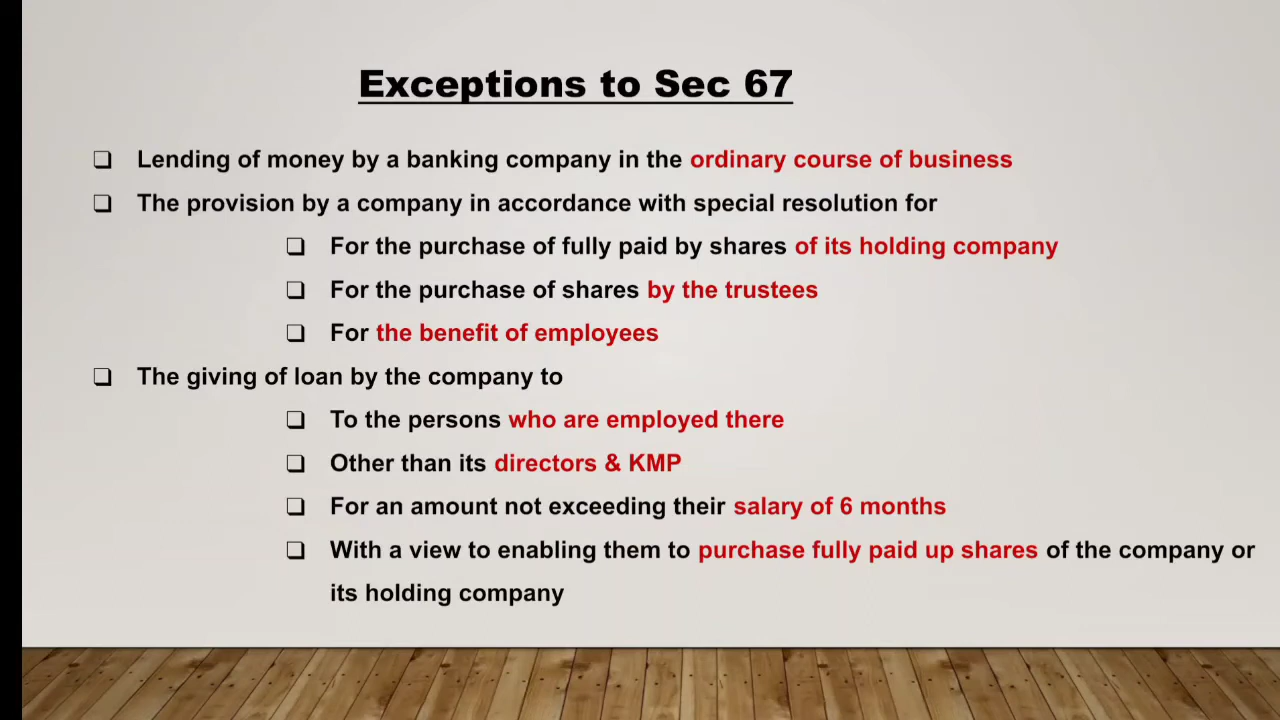 Exceptions to Sec 67
❑ Lending of money by a banking company in the ordinary course of business
❑ The provision by a company in accordance with special resolution for
❑ For the purchase of fully paid by shares of its holding company
❑ For the purchase of shares by the trustees
❑ For the benefit of employees
❑ The giving of loan by the company to
❑ To the persons who are employed there
❑ Other than its directors & KMP
❑ For an amount not exceeding their salary of 6 months
❑ With a view to enabling them to purchase fully paid up shares of the company or
its holding company